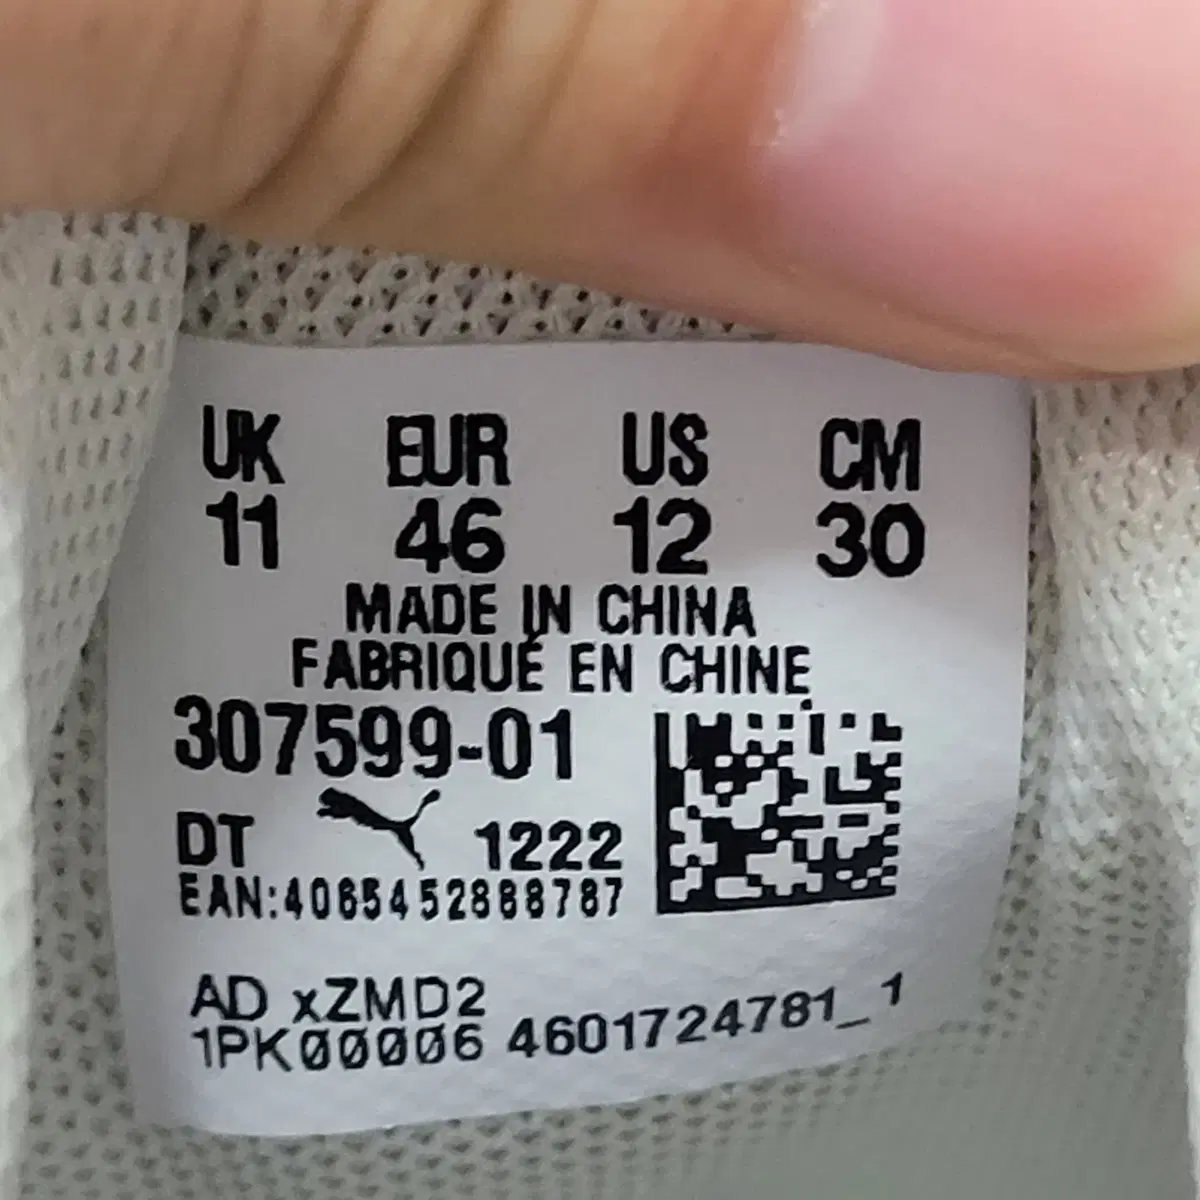 UK EUR US CM
11 46 12 30
MADE IN CHINA
FABRIQUÉ EN CHINE
307599-01
DT 1222
EAN:4065452888787
AD xZMD2
1PK00006 4601724781_1